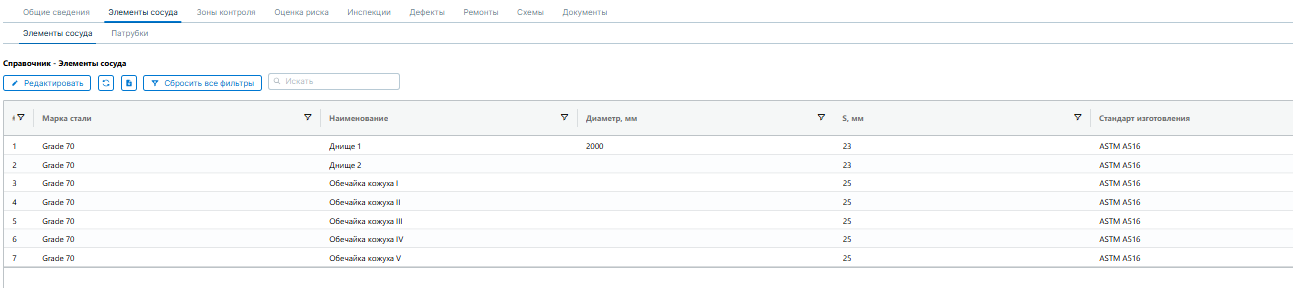 Общие сведения Элементы сосуда Зоны контроля Оценка риска Инспекции Дефекты Ремонты Схемы Документы
Элементы сосуда Патрубки
Справочник - Элементы сосуда
Редактировать Сбросить все фильтры Искать
Марка стали Наименование Диаметр, мм S, мм Стандарт изготовления
1 Grade 70 Днище 1 2000 23 ASTM A516
2 Grade 70 Днище 2 23 ASTM A516
3 Grade 70 Обечайка кожуха I 25 ASTM A516
4 Grade 70 Обечайка кожуха II 25 ASTM A516
5 Grade 70 Обечайка кожуха III 25 ASTM A516
6 Grade 70 Обечайка кожуха IV 25 ASTM A516
7 Grade 70 Обечайка кожуха V 25 ASTM A516